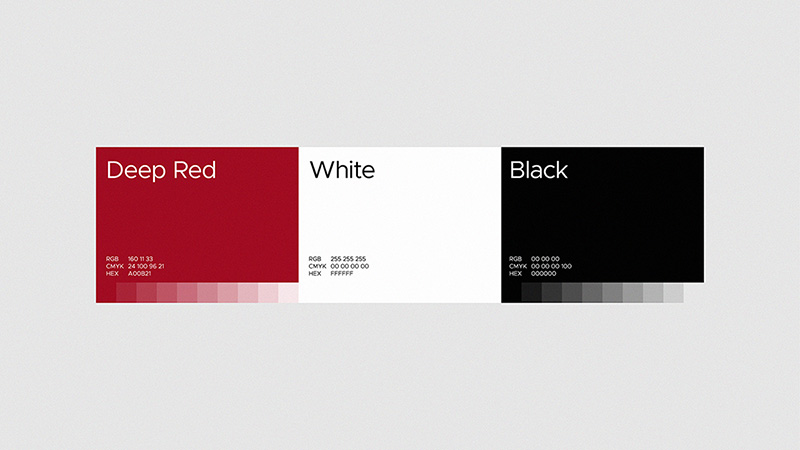 Deep Red
RGB 160 11 33
CMYK 24 100 96 21
HEX A00B21
White
RGB 255 255 255
CMYK 00 00 00 00
HEX FFFFFF
Black
RGB 00 00 00
CMYK 00 00 00 100
HEX 000000